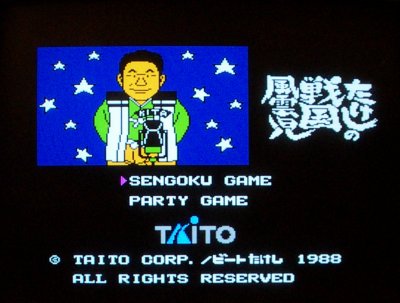 たけしの
戦国
風雲児
SENGOKU GAME
PARTY GAME
TAITO
© TAITO CORP. /ビートたけし 1988
ALL RIGHTS RESERVED